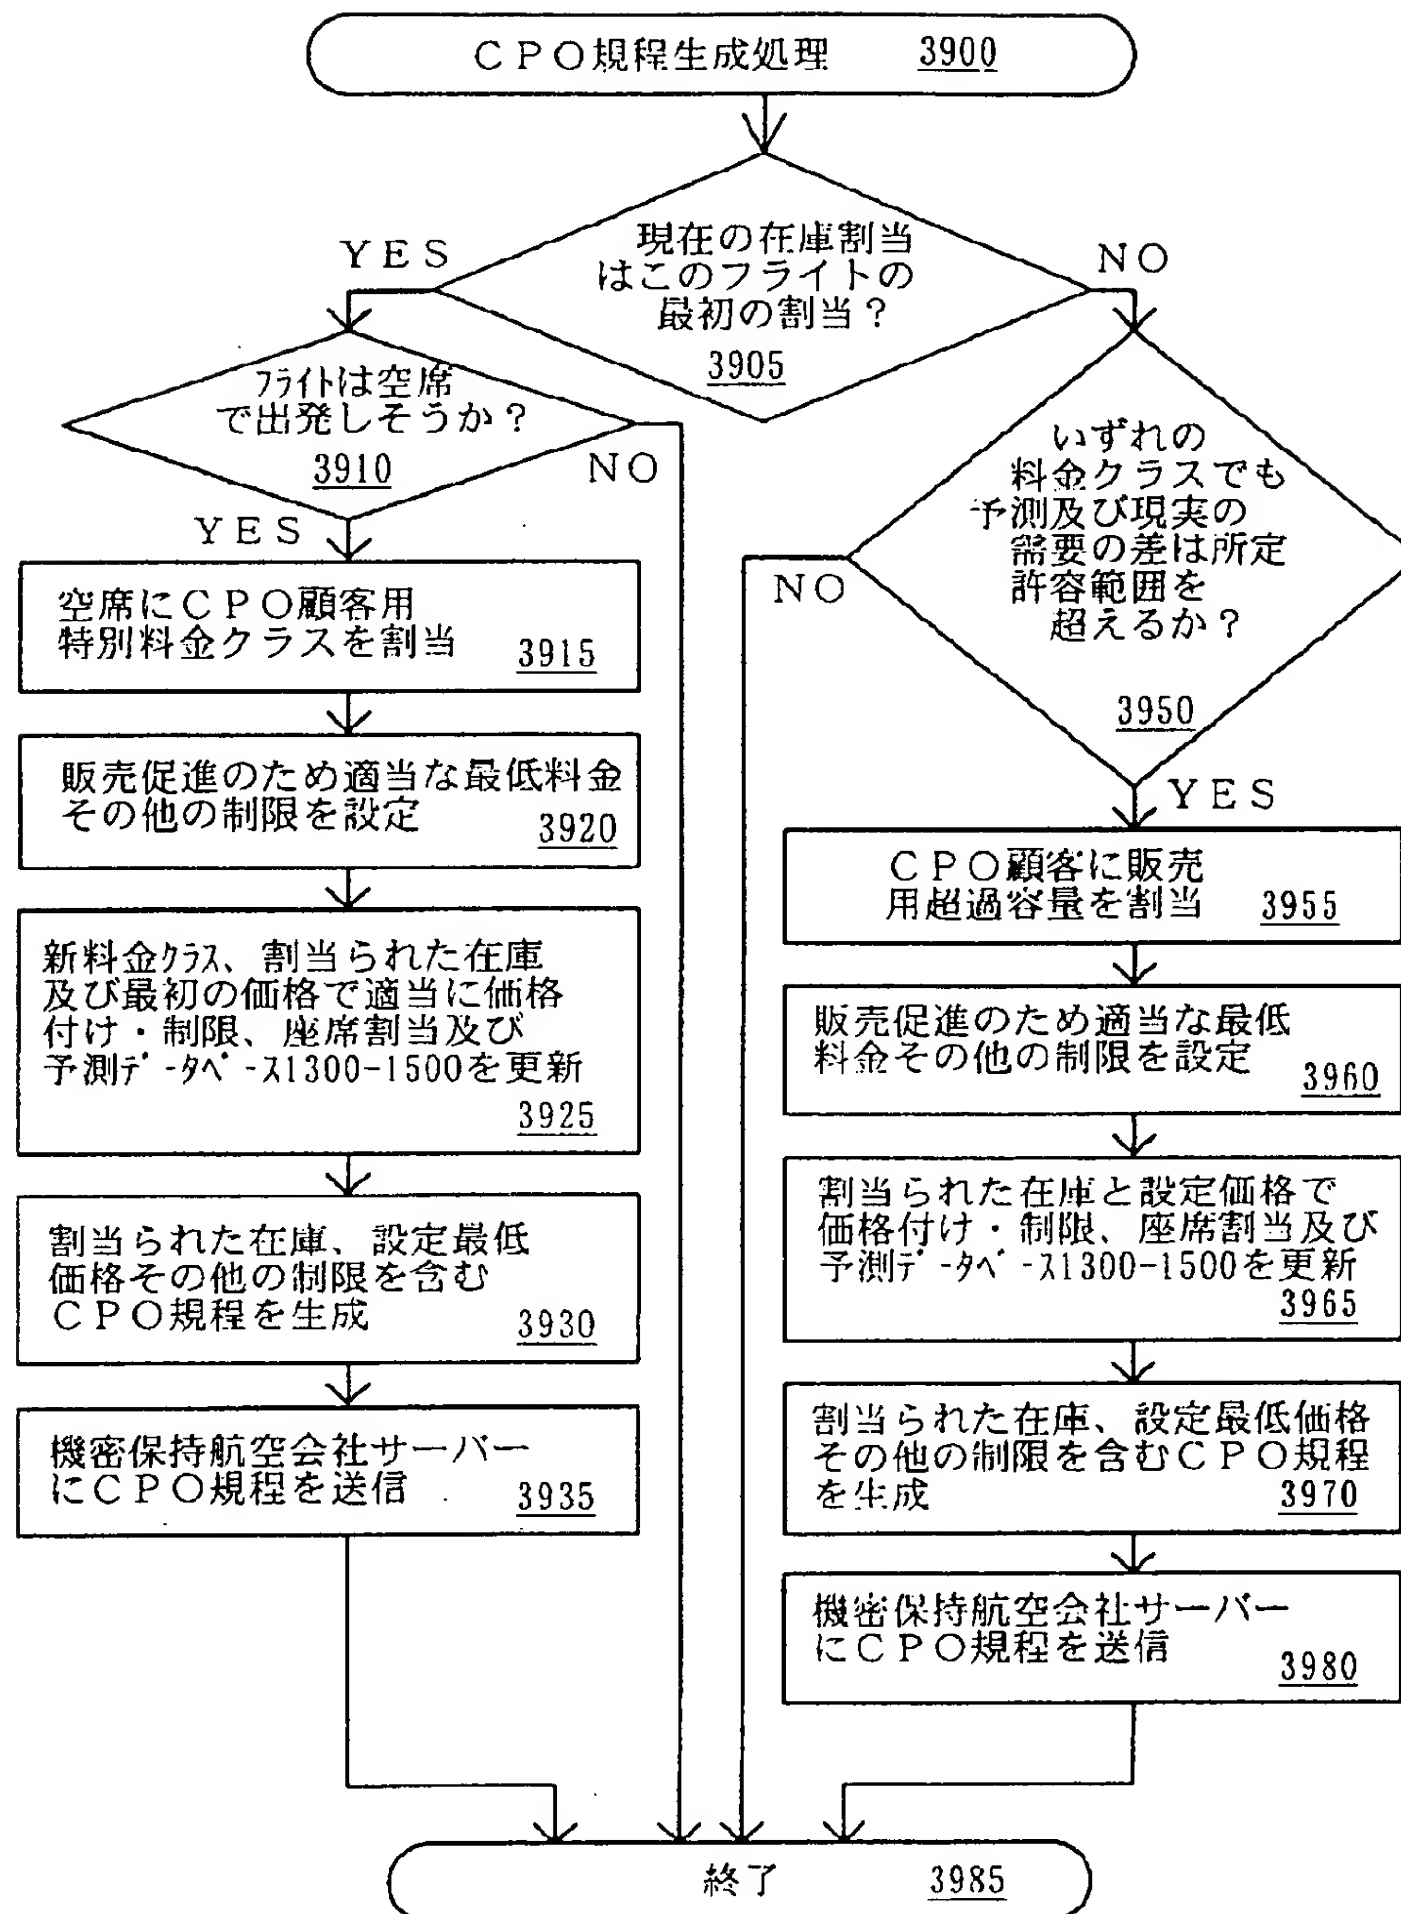 CPO規程生成処理 3900
現在の在庫割当
はこのフライトの
最初の割当?
3905
YES
NO
フライトは空席
で出発しそうか?
3910
NO
YES
空席にCPO顧客用
特別料金クラスを割当 3915
販売促進のため適当な最低料金
その他の制限を設定 3920
新料金クラス、割当られた在庫
及び最初の価格で適当に価格
付け・制限、座席割当及び
予測データベース1300-1500を更新
3925
割当られた在庫、設定最低
価格その他の制限を含む
CPO規程を生成 3930
機密保持航空会社サーバー
にCPO規程を送信 3935
いずれの
料金クラスでも
予測及び現実の
需要の差は所定
許容範囲を
超えるか?
3950
NO
YES
CPO顧客に販売
用超過容量を割当 3955
販売促進のため適当な最低
料金その他の制限を設定 3960
割当られた在庫と設定価格で
価格付け・制限、座席割当及び
予測データベース1300-1500を更新
3965
割当られた在庫、設定最低価格
その他の制限を含むCPO規程
を生成 3970
機密保持航空会社サーバー
にCPO規程を送信 3980
終了 3985